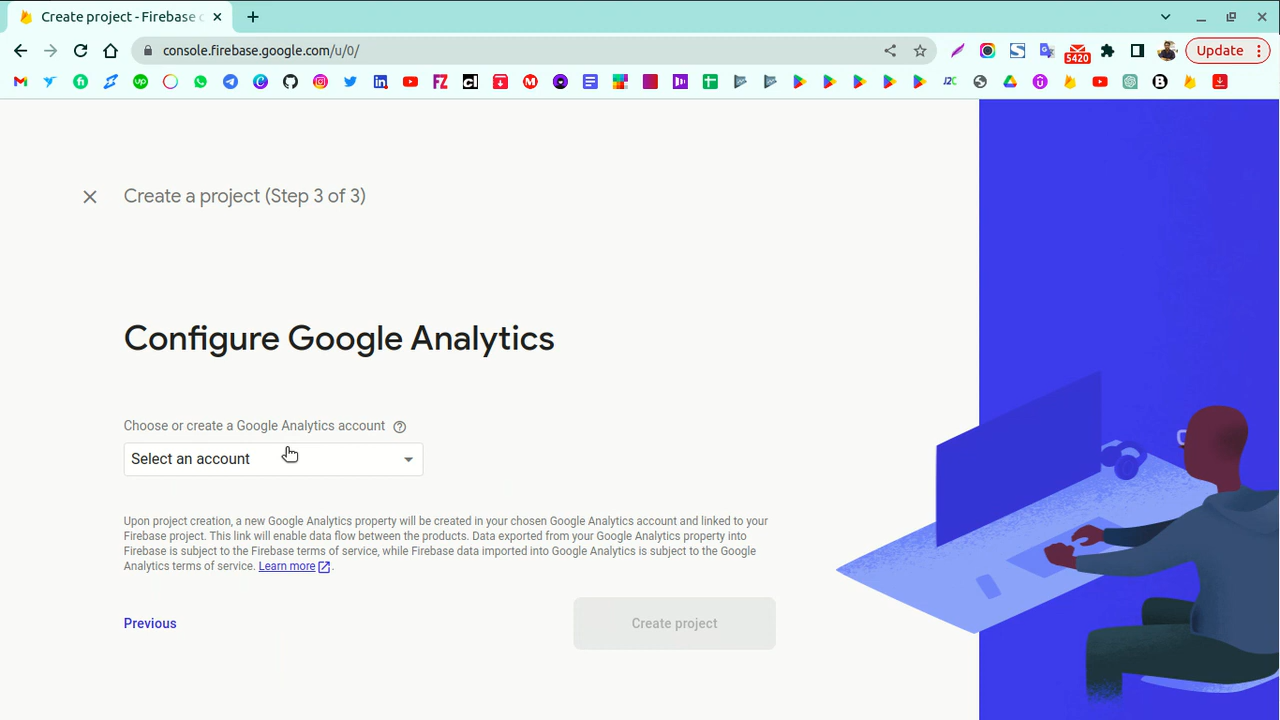 Create project - Firebase c
console.firebase.google.com/u/0/
5420
Update
up
FZ
J2C
B
Create a project (Step 3 of 3)
Configure Google Analytics
Choose or create a Google Analytics account
Select an account
Upon project creation, a new Google Analytics property will be created in your chosen Google Analytics account and linked to your
Firebase project. This link will enable data flow between the products. Data exported from your Google Analytics property into
Firebase is subject to the Firebase terms of service, while Firebase data imported into Google Analytics is subject to the Google
Analytics terms of service. Learn more.
Previous
Create project